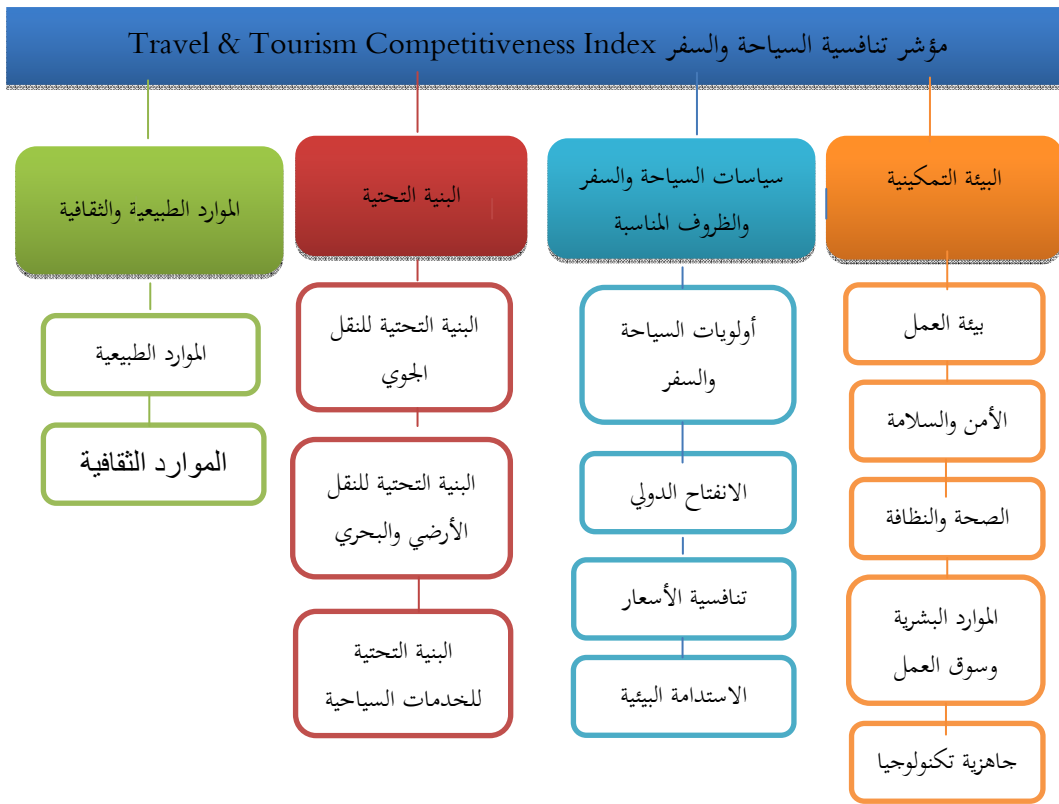 مؤشر تنافسية السياحة والسفر Travel & Tourism Competitiveness Index
البيئة التمكينية
بيئة العمل
الأمن والسلامة
الصحة والنظافة
الموارد البشرية
وسوق العمل
جاهزية تكنولوجيا
سياسات السياحة والسفر
والظروف المناسبة
أولويات السياحة
والسفر
الانفتاح الدولي
تنافسية الأسعار
الاستدامة البيئية
البنية التحتية
البنية التحتية للنقل
الجوي
البنية التحتية للنقل
الأرضي والبحري
البنية التحتية
للخدمات السياحية
الموارد الطبيعية والثقافية
الموارد الطبيعية
الموارد الثقافية